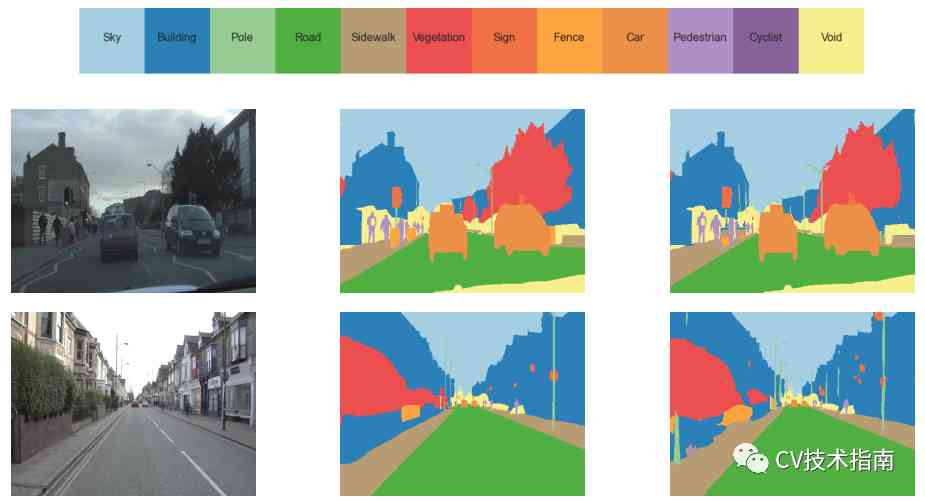 Sky Building Pole Road Sidewalk Vegetation Sign Fence Car Pedestrian Cyclist Void
CV技术指南